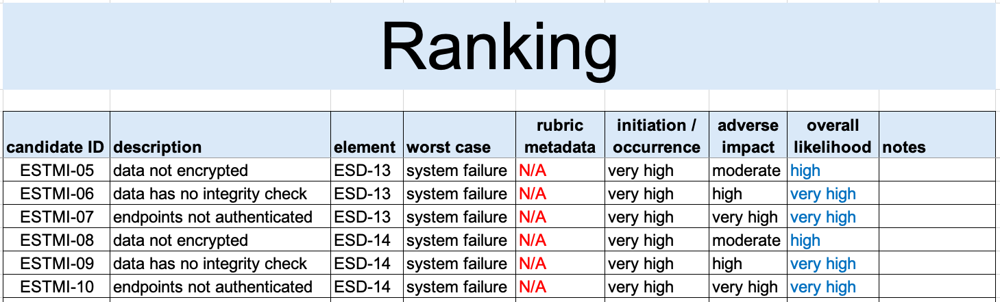 Ranking
candidate ID description element worst case rubric metadata initiation / occurrence adverse impact overall likelihood notes
ESTMI-05 data not encrypted ESD-13 system failure N/A very high moderate high
ESTMI-06 data has no integrity check ESD-13 system failure N/A very high high very high
ESTMI-07 endpoints not authenticated ESD-13 system failure N/A very high very high very high
ESTMI-08 data not encrypted ESD-14 system failure N/A very high moderate high
ESTMI-09 data has no integrity check ESD-14 system failure N/A very high high very high
ESTMI-10 endpoints not authenticated ESD-14 system failure N/A very high very high very high